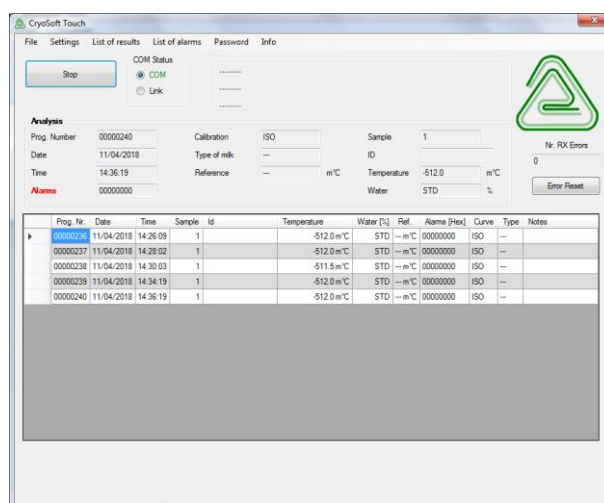 CryoSoft Touch
File Settings List of results List of alarms Password Info
Stop
COM Status
COM
Link
--------
--------
--------
Analysis
Prog. Number 00000240 Calibration ISO Sample 1
Date 11/04/2018 Type of milk --- ID
Time 14:36:19 Reference --- m°C Temperature -512.0 m°C
Alarms 00000000 Water STD %
Nr. RX Errors
0
Error Reset
Prog. Nr. Date Time Sample Id Temperature Water [%] Ref. Alarms [Hex] Curve Type Notes
00000236 11/04/2018 14:26:09 1 -512.0 m°C STD --- m°C 00000000 ISO ---
00000237 11/04/2018 14:28:02 1 -512.0 m°C STD --- m°C 00000000 ISO ---
00000238 11/04/2018 14:30:03 1 -511.5 m°C STD --- m°C 00000000 ISO ---
00000239 11/04/2018 14:34:19 1 -512.0 m°C STD --- m°C 00000000 ISO ---
00000240 11/04/2018 14:36:19 1 -512.0 m°C STD --- m°C 00000000 ISO ---